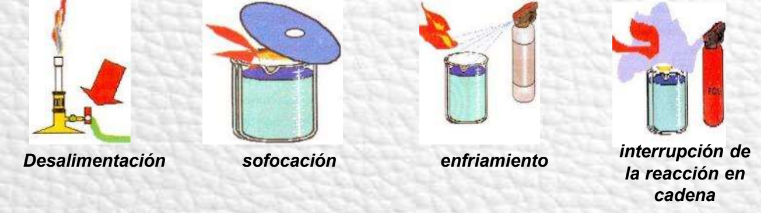 Desalimentación
sofocación
enfriamiento
interrupción de
la reacción en
cadena